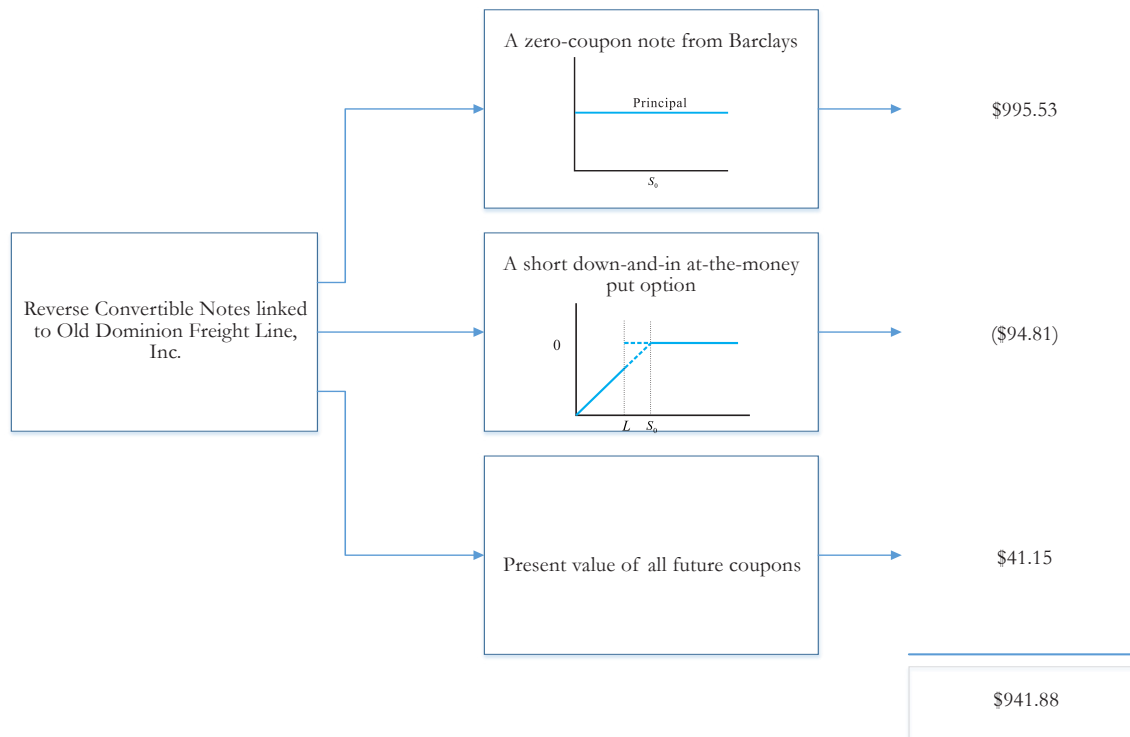 A zero-coupon note from Barclays
Principal
S₀
$995.53
Reverse Convertible Notes linked
to Old Dominion Freight Line,
Inc.
A short down-and-in at-the-money
put option
0
L S₀
($94.81)
Present value of all future coupons
$41.15
$941.88